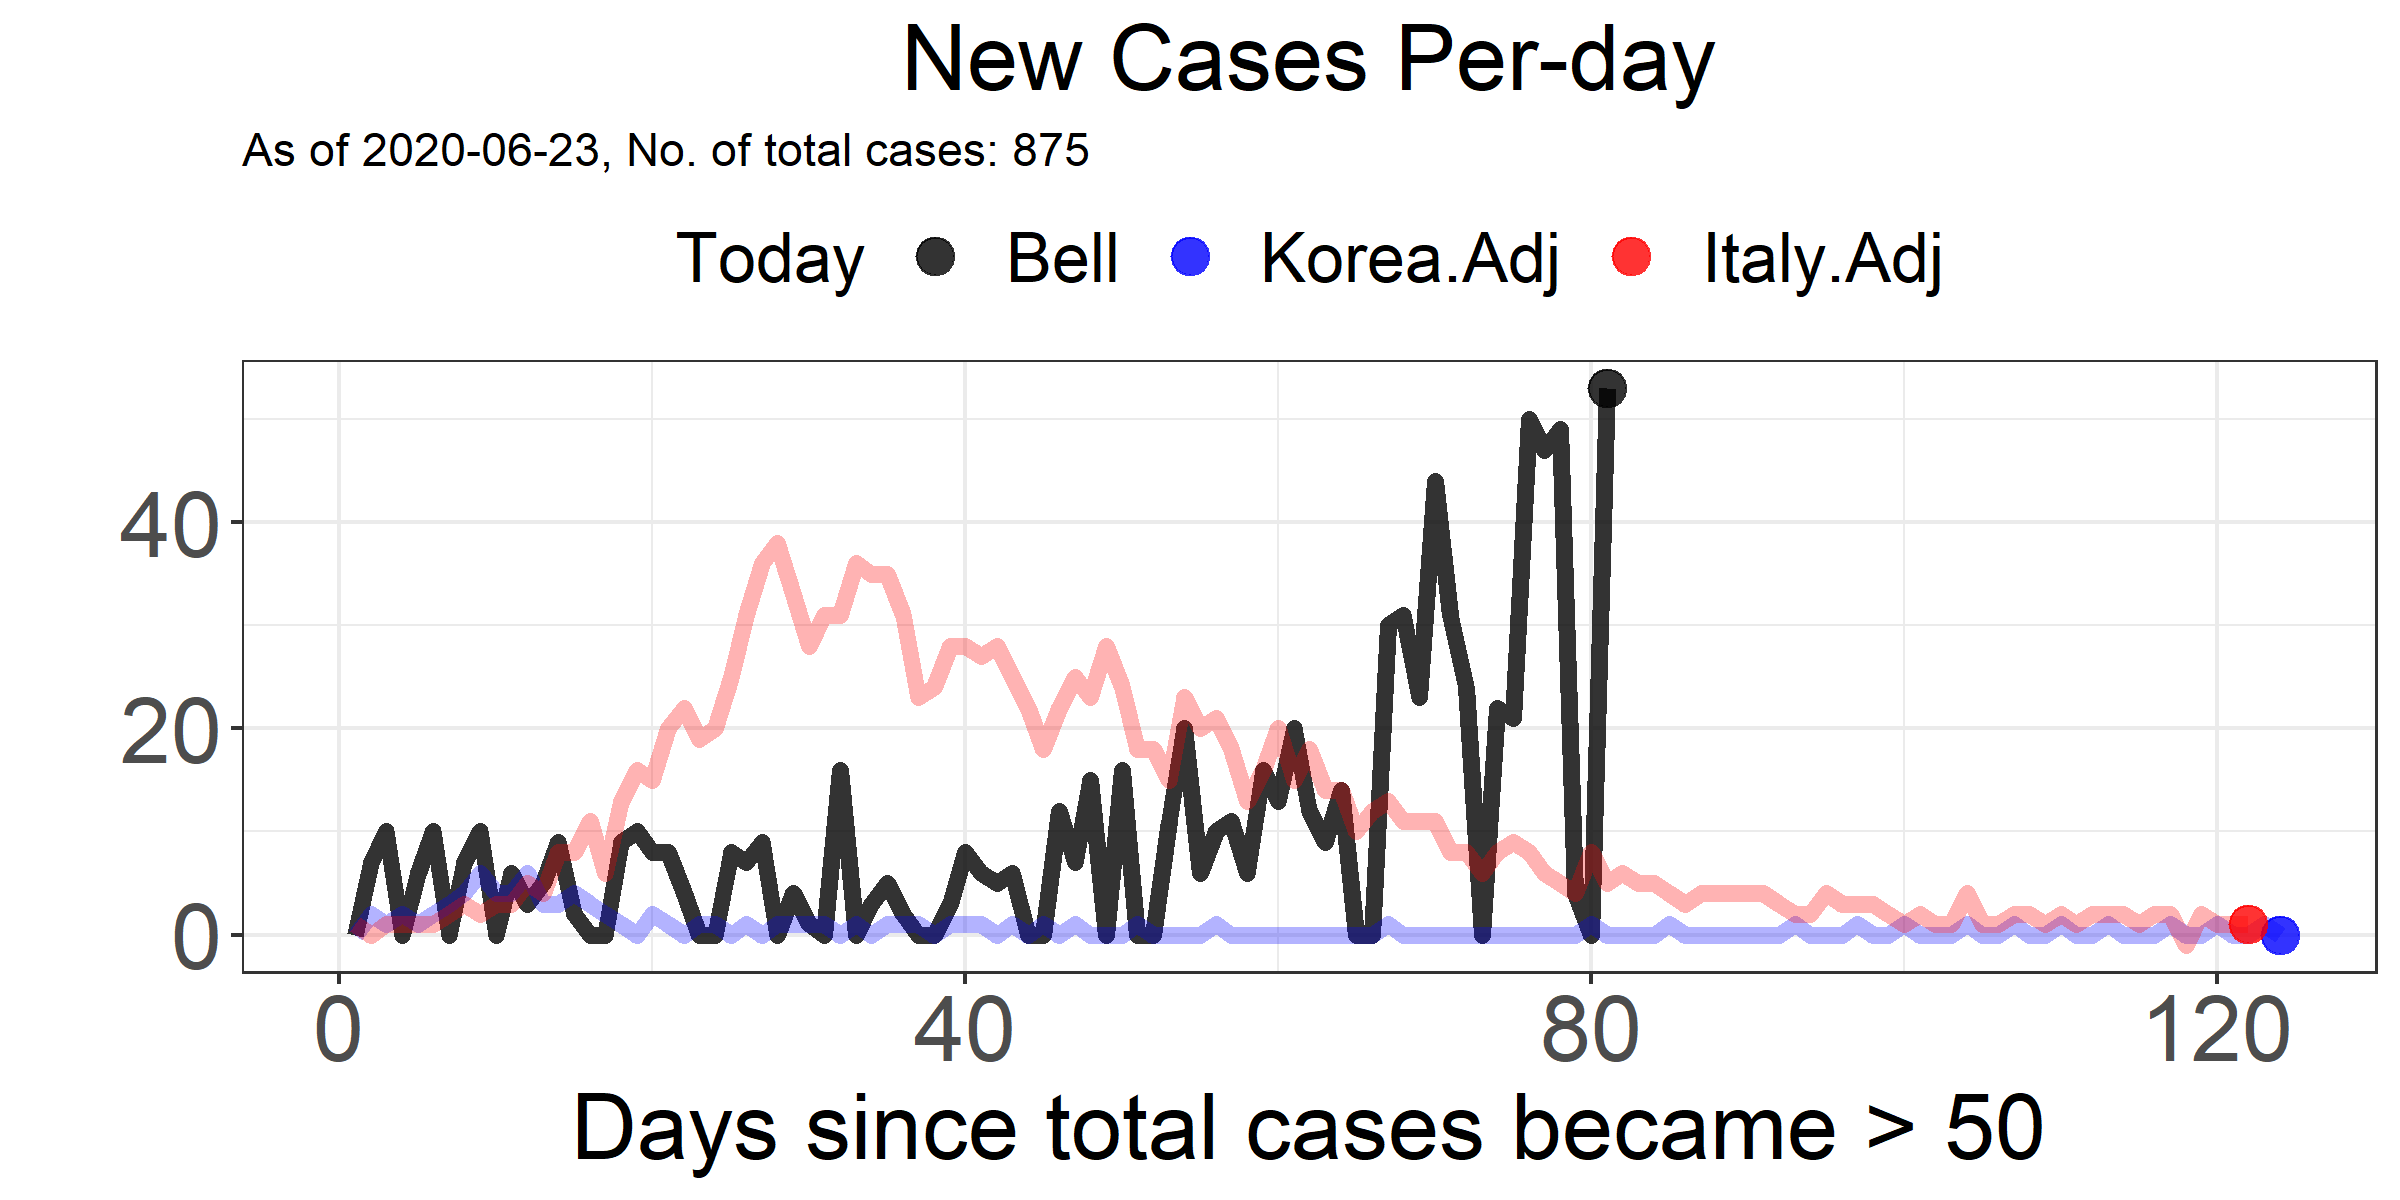 New Cases Per-day
As of 2020-06-23, No. of total cases: 875
Today Bell Korea.Adj Italy.Adj
40
20
0
0 40 80 120
Days since total cases became > 50